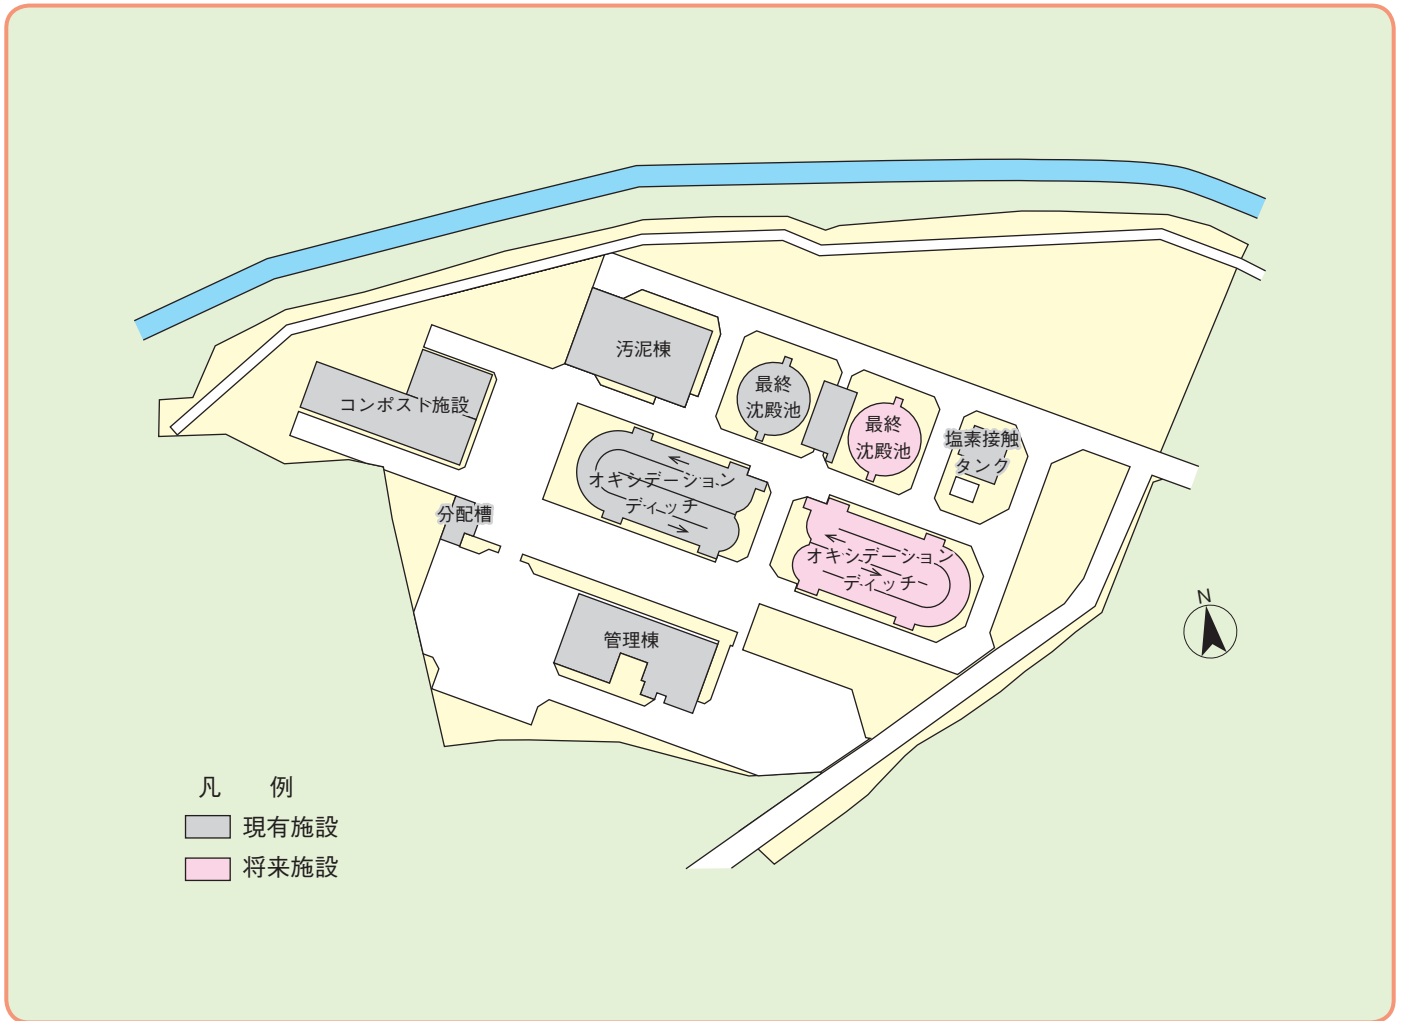 汚泥棟
コンポスト施設
最終
沈殿池
最終
沈殿池
塩素接触
タンク
オキシデーション
ディッチ
分配槽
オキシデーション
ディッチ
管理棟
N
凡　例
現有施設
将来施設